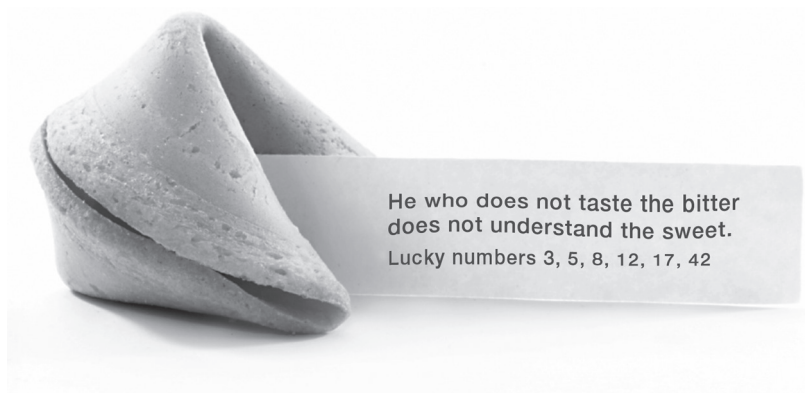 He who does not taste the bitter
does not understand the sweet.
Lucky numbers 3, 5, 8, 12, 17, 42